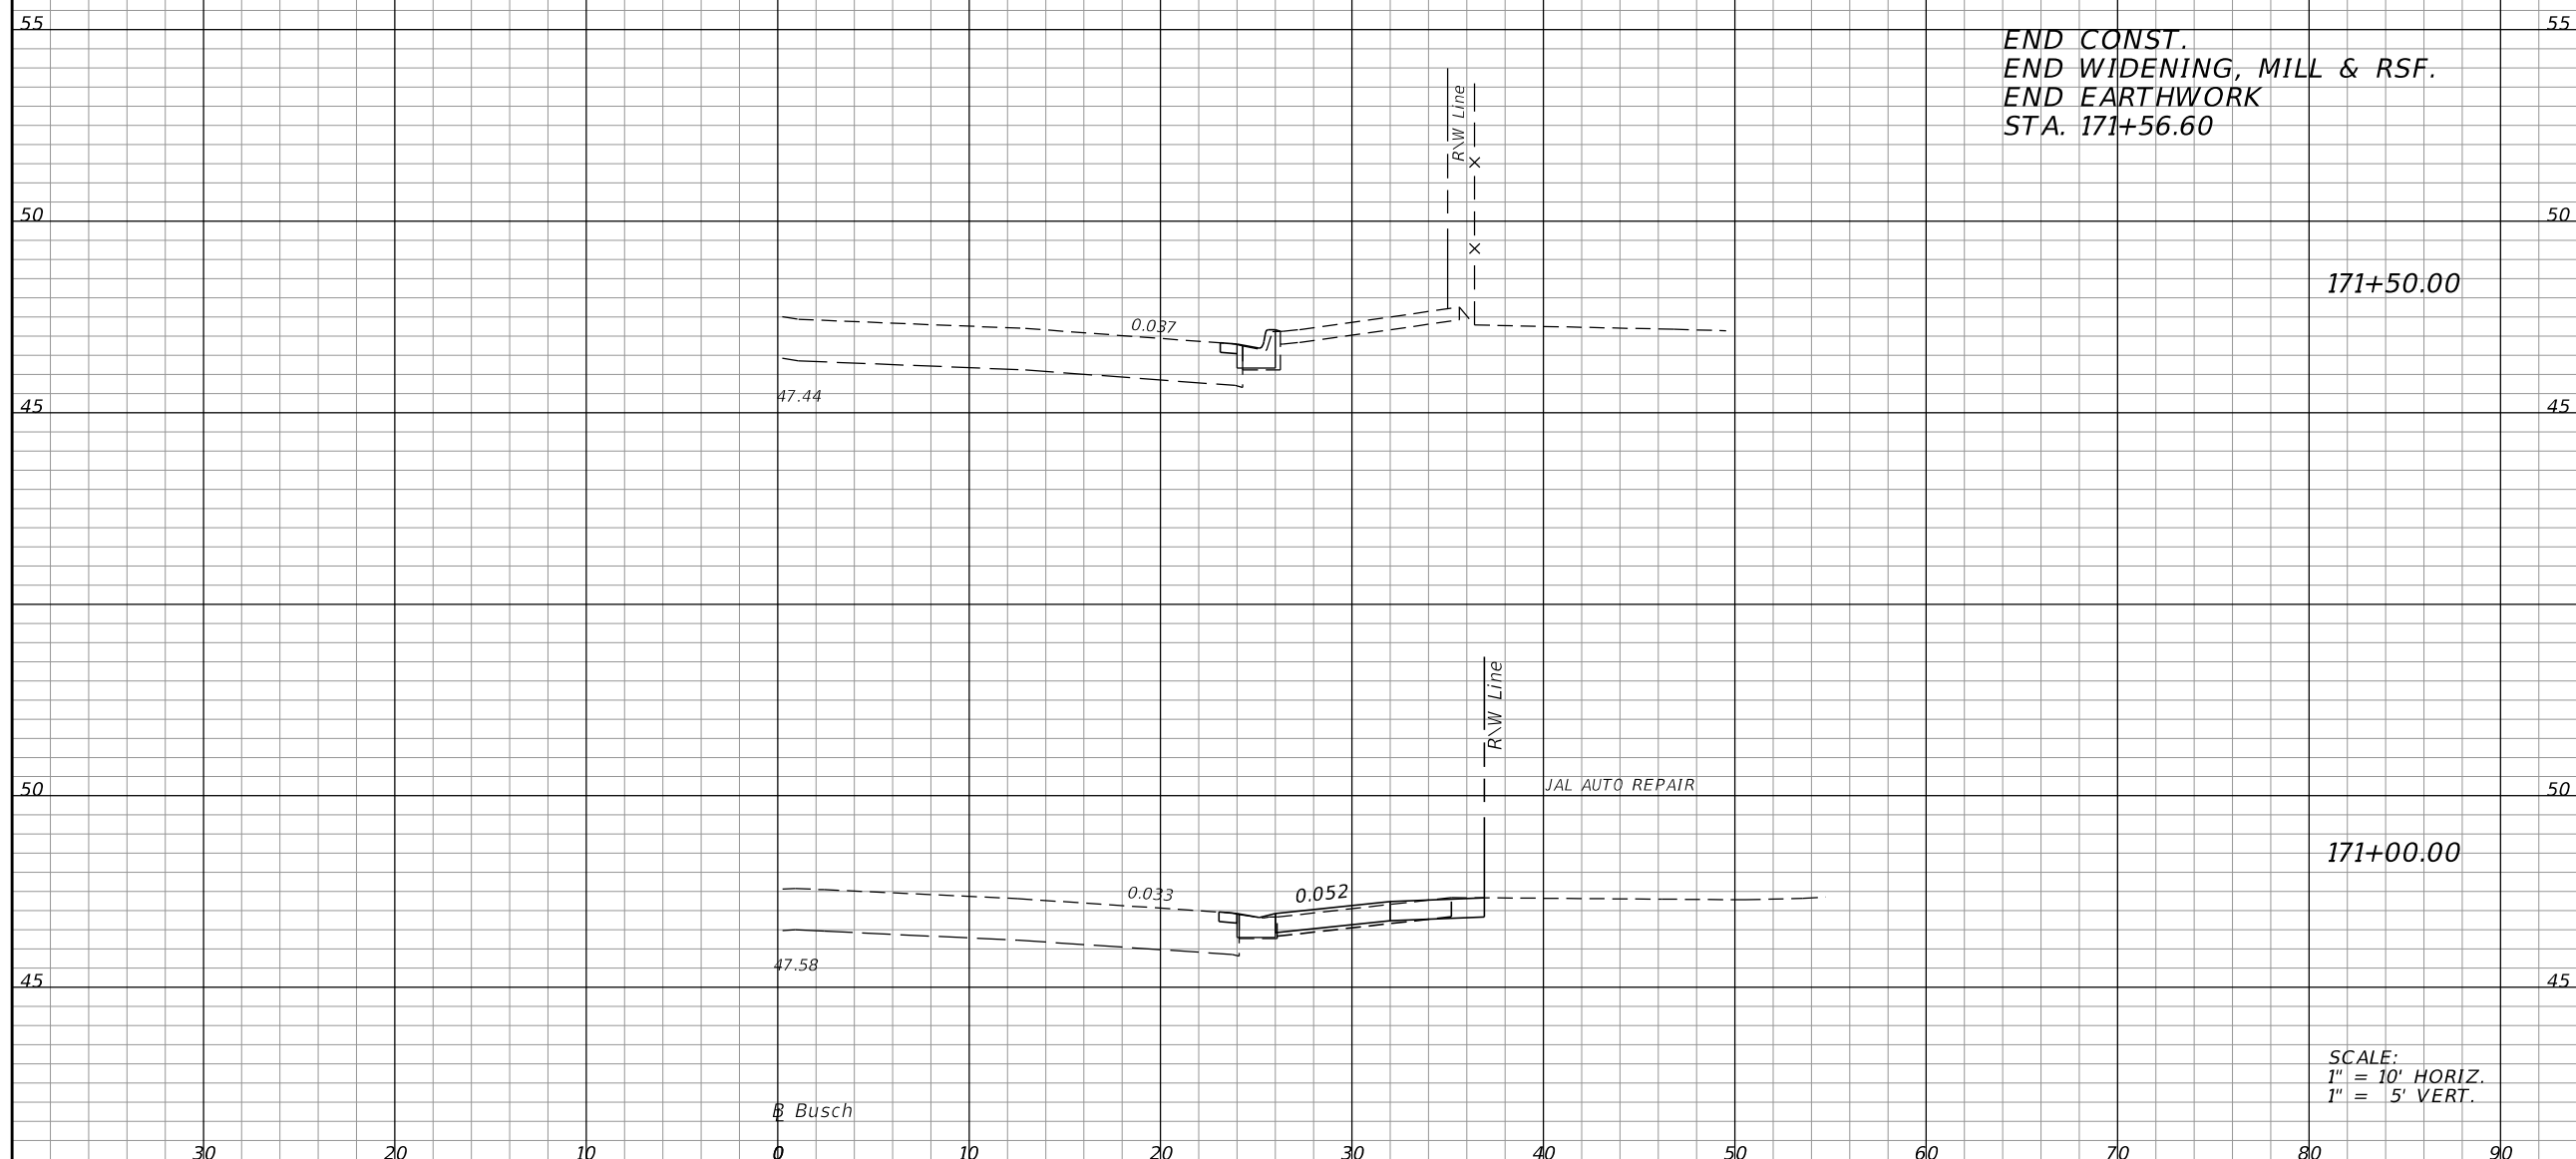 55
55
END CONST.
END WIDENING, MILL & RSF.
END EARTHWORK
STA. 171+56.60
R\W Line
50
50
171+50.00
0.037
47.44
45
45
R\W Line
JAL AUTO REPAIR
50
50
171+00.00
0.033
0.052
47.58
45
45
SCALE:
1" = 10' HORIZ.
1" = 5' VERT.
B Busch
30 20 10 0 10 20 30 40 50 60 70 80 90